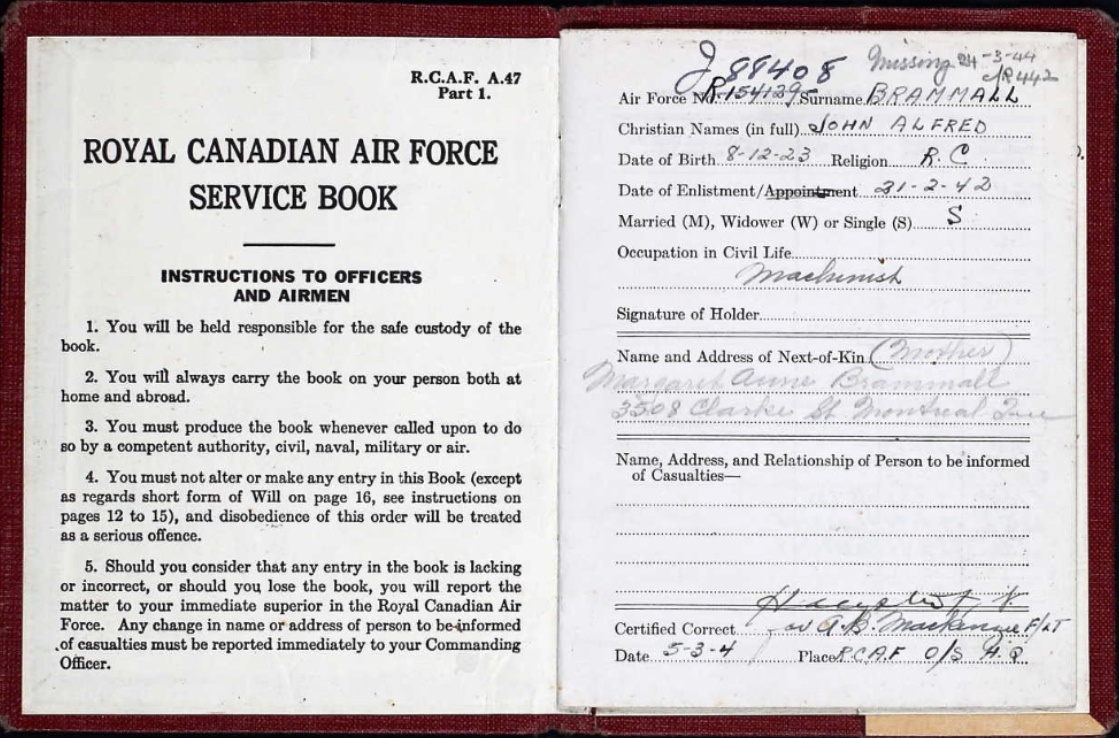 R.C.A.F. A.47
Part 1.
ROYAL CANADIAN AIR FORCE
SERVICE BOOK
INSTRUCTIONS TO OFFICERS
AND AIRMEN
1. You will be held responsible for the safe custody of the
book.
2. You will always carry the book on your person both at
home and abroad.
3. You must produce the book whenever called upon to do
so by a competent authority, civil, naval, military or air.
4. You must not alter or make any entry in this Book (except
as regards short form of Will on page 16, see instructions on
pages 12 to 15), and disobedience of this order will be treated
as a serious offence.
5. Should you consider that any entry in the book is lacking
or incorrect, or should you lose the book, you will report the
matter to your immediate superior in the Royal Canadian Air
Force. Any change in name or address of person to be informed
of casualties must be reported immediately to your Commanding
Officer.
J 88408 Missing 24-3-44
Air Force No. R.154139 Surname BRAMMALL
Christian Names (in full) JOHN ALFRED
Date of Birth 8-12-23 Religion R.C.
Date of Enlistment/Appointment 21-2-42
Married (M), Widower (W) or Single (S) S
Occupation in Civil Life
Machinist
Signature of Holder
Name and Address of Next-of-Kin (Mother)
Margaret Anne Brammall
3508 Clarke St Montreal Que
Name, Address, and Relationship of Person to be informed
of Casualties—
Certified Correct A.B. Mackenzie F/LT
Date 5-3-4 Place R.C.A.F O/S H.Q